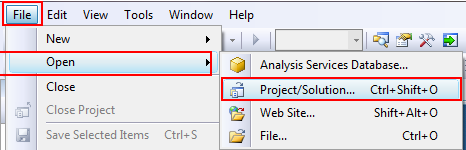 File Edit View Tools Window Help
New
Open
Close
Close Project
Save Selected Items Ctrl+S
Analysis Services Database...
Project/Solution... Ctrl+Shift+O
Web Site... Shift+Alt+O
File... Ctrl+O